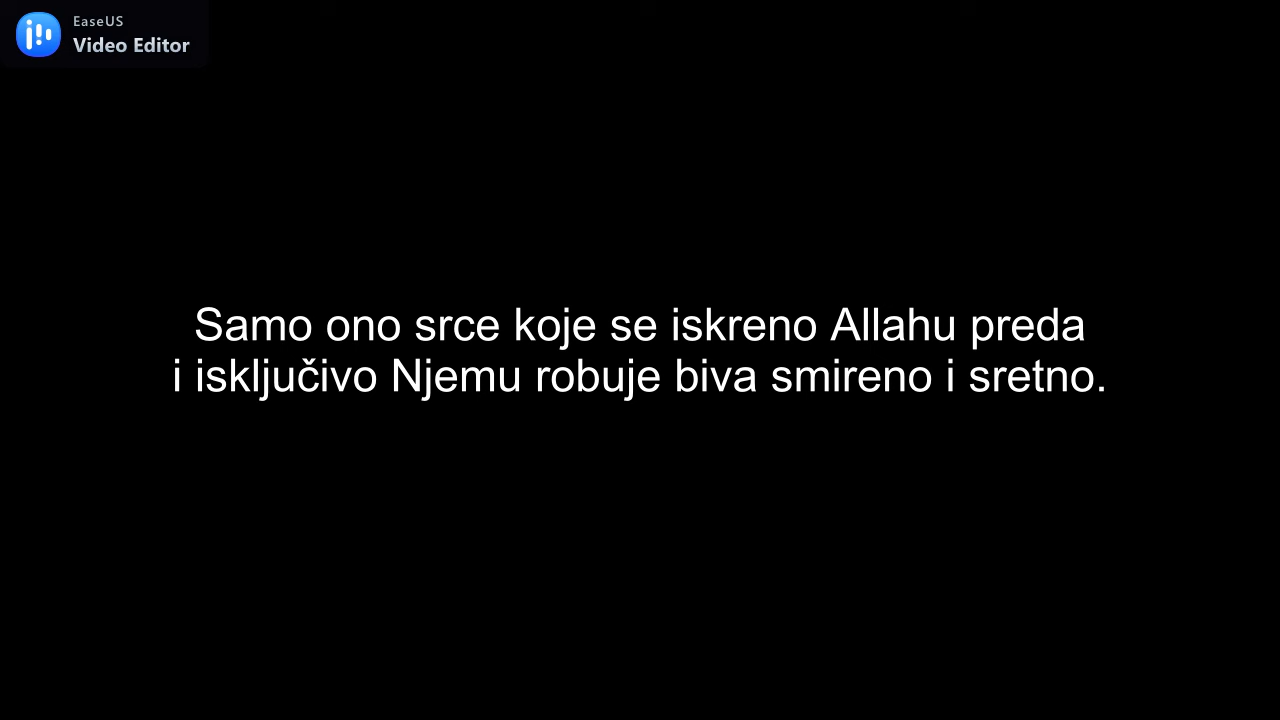 EaseUS
Video Editor
Samo ono srce koje se iskreno Allahu preda
i isključivo Njemu robuje biva smireno i sretno.